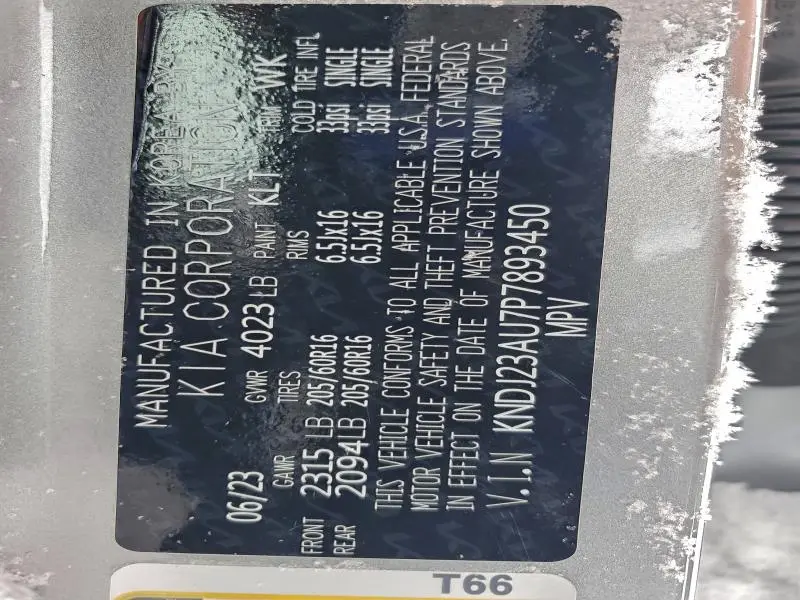 MANUFACTURED IN KOREA BY
KIA CORPORATION
06/23 GVWR 4023 LB PAINT KLT TRIM WK
GAWR TIRES RIMS COLD TIRE INFL
FRONT 2315 LB 205/60R16 6.5Jx16 33psi SINGLE
REAR 2094 LB 205/60R16 6.5Jx16 33psi SINGLE
THIS VEHICLE CONFORMS TO ALL APPLICABLE U.S.A. FEDERAL
MOTOR VEHICLE SAFETY AND THEFT PREVENTION STANDARDS
IN EFFECT ON THE DATE OF MANUFACTURE SHOWN ABOVE.
V.I.N KNDJ23AU7P7893450
MPV
T66